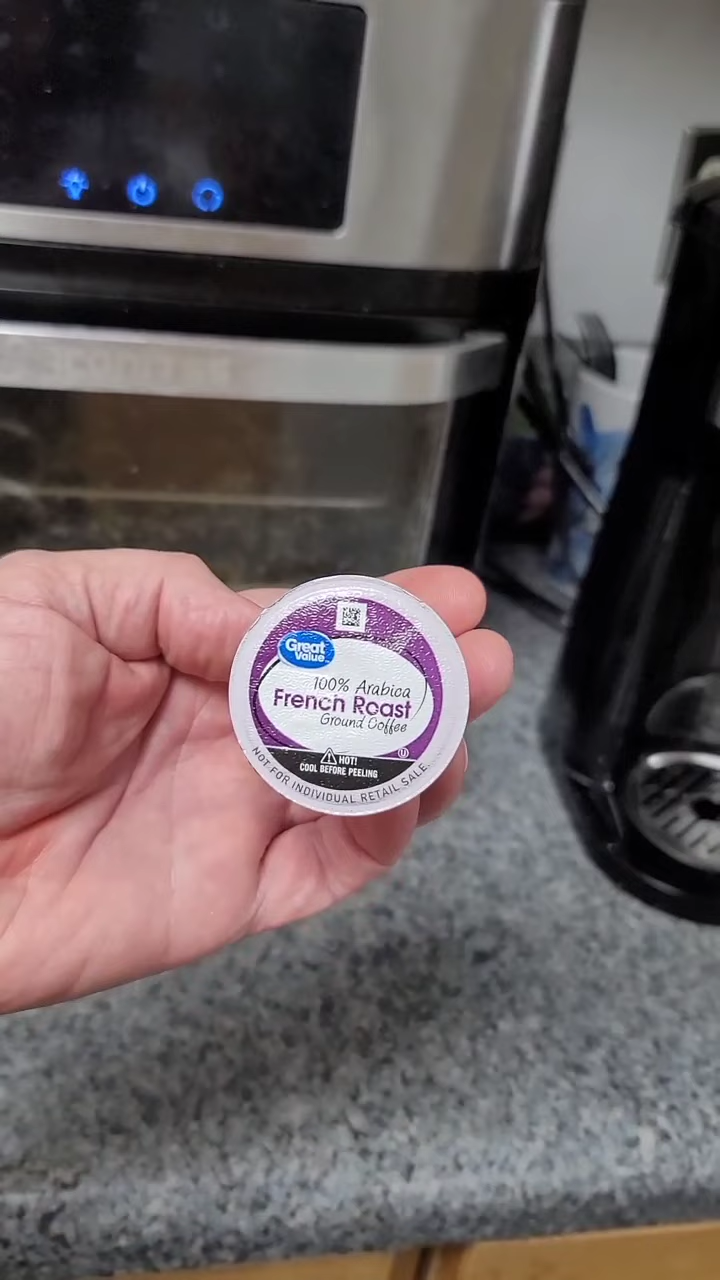 Great
Value
100% Arabica
French Roast
Ground Coffee
HOT!
COOL BEFORE PEELING
U
NOT FOR INDIVIDUAL RETAIL SALE